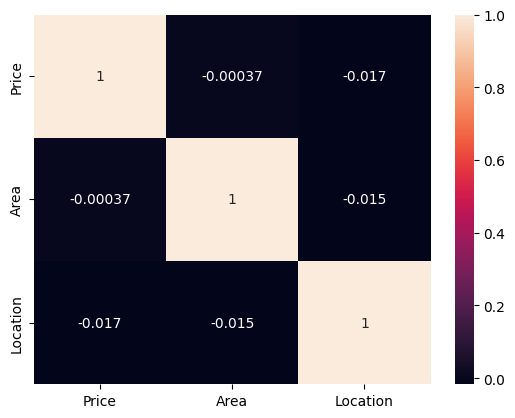 Price 1 -0.00037 -0.017
Area -0.00037 1 -0.015
Location -0.017 -0.015 1
Price Area Location
1.0
0.8
0.6
0.4
0.2
0.0